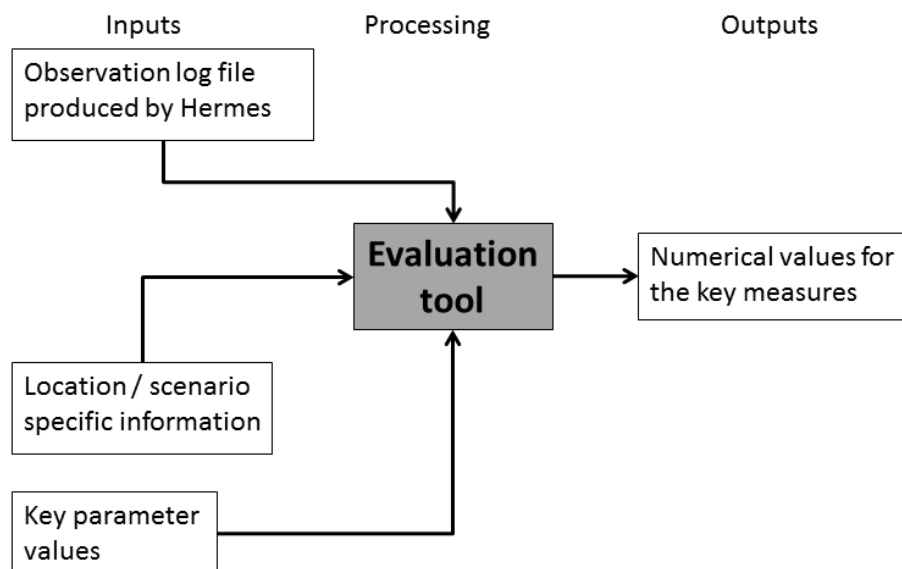 Inputs
Processing
Outputs
Observation log file
produced by Hermes
Evaluation
tool
Numerical values for
the key measures
Location / scenario
specific information
Key parameter
values